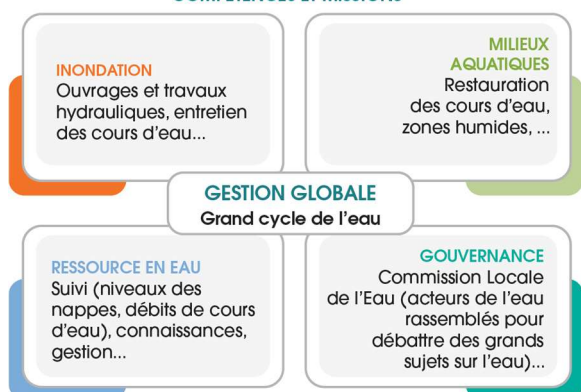 INONDATION
Ouvrages et travaux
hydrauliques, entretien
des cours d'eau...
MILIEUX
AQUATIQUES
Restauration
des cours d'eau,
zones humides, ...
GESTION GLOBALE
Grand cycle de l'eau
RESSOURCE EN EAU
Suivi (niveaux des
nappes, débits de cours
d'eau), connaissances,
gestion...
GOUVERNANCE
Commission Locale
de l'Eau (acteurs de l'eau
rassemblés pour
débattre des grands
sujets sur l'eau)...